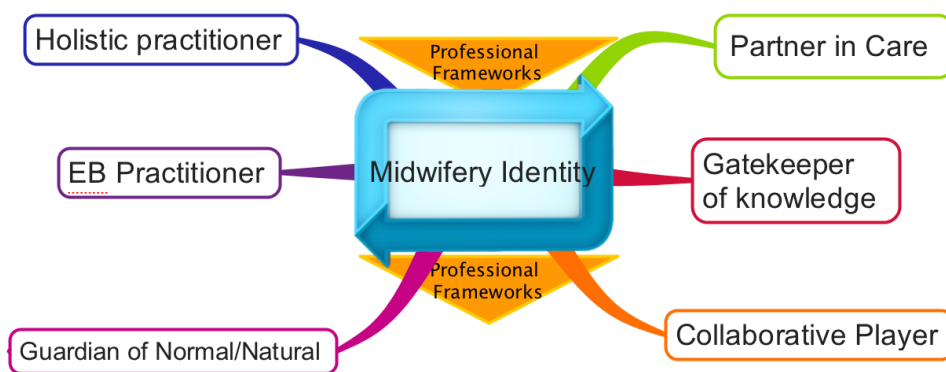 Holistic practitioner
Professional
Frameworks
Partner in Care
EB Practitioner
Midwifery Identity
Gatekeeper
of knowledge
Professional
Frameworks
Guardian of Normal/Natural
Collaborative Player